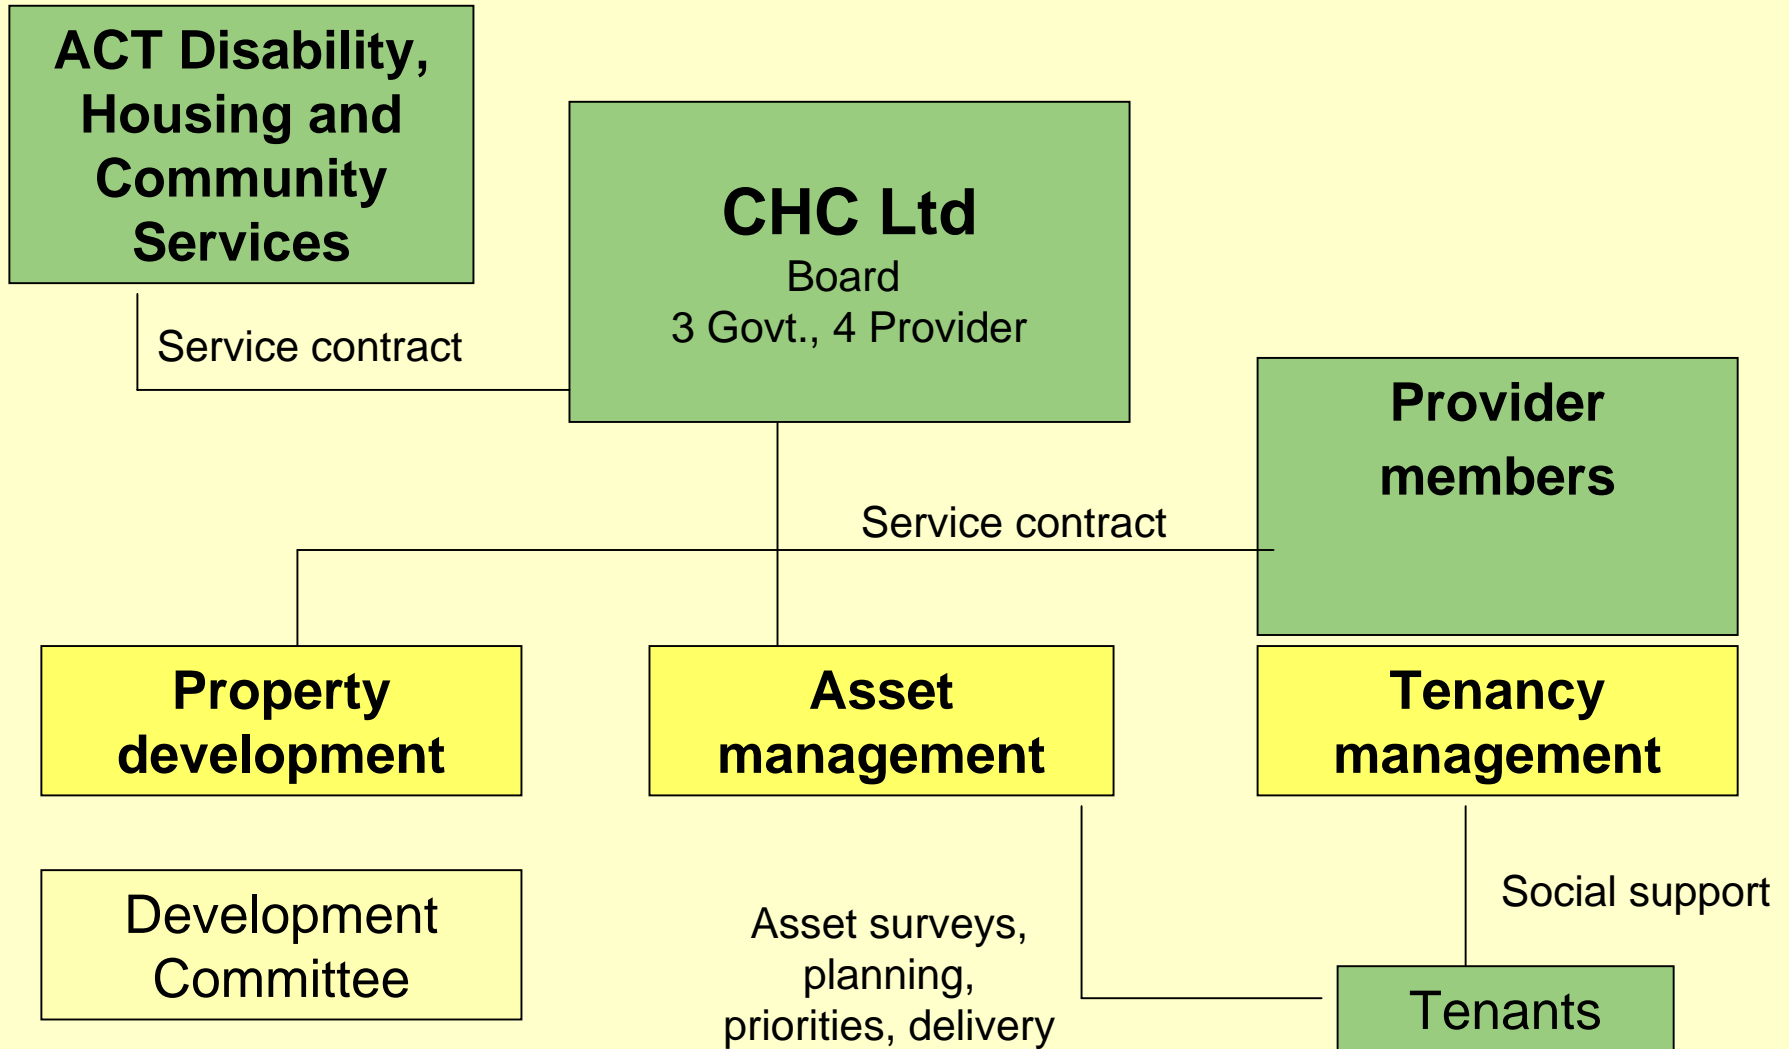 ACT Disability,
Housing and
Community
Services
CHC Ltd
Board
3 Govt., 4 Provider
Service contract
Provider
members
Service contract
Property
development
Asset
management
Tenancy
management
Development
Committee
Asset surveys,
planning,
priorities, delivery
Social support
Tenants